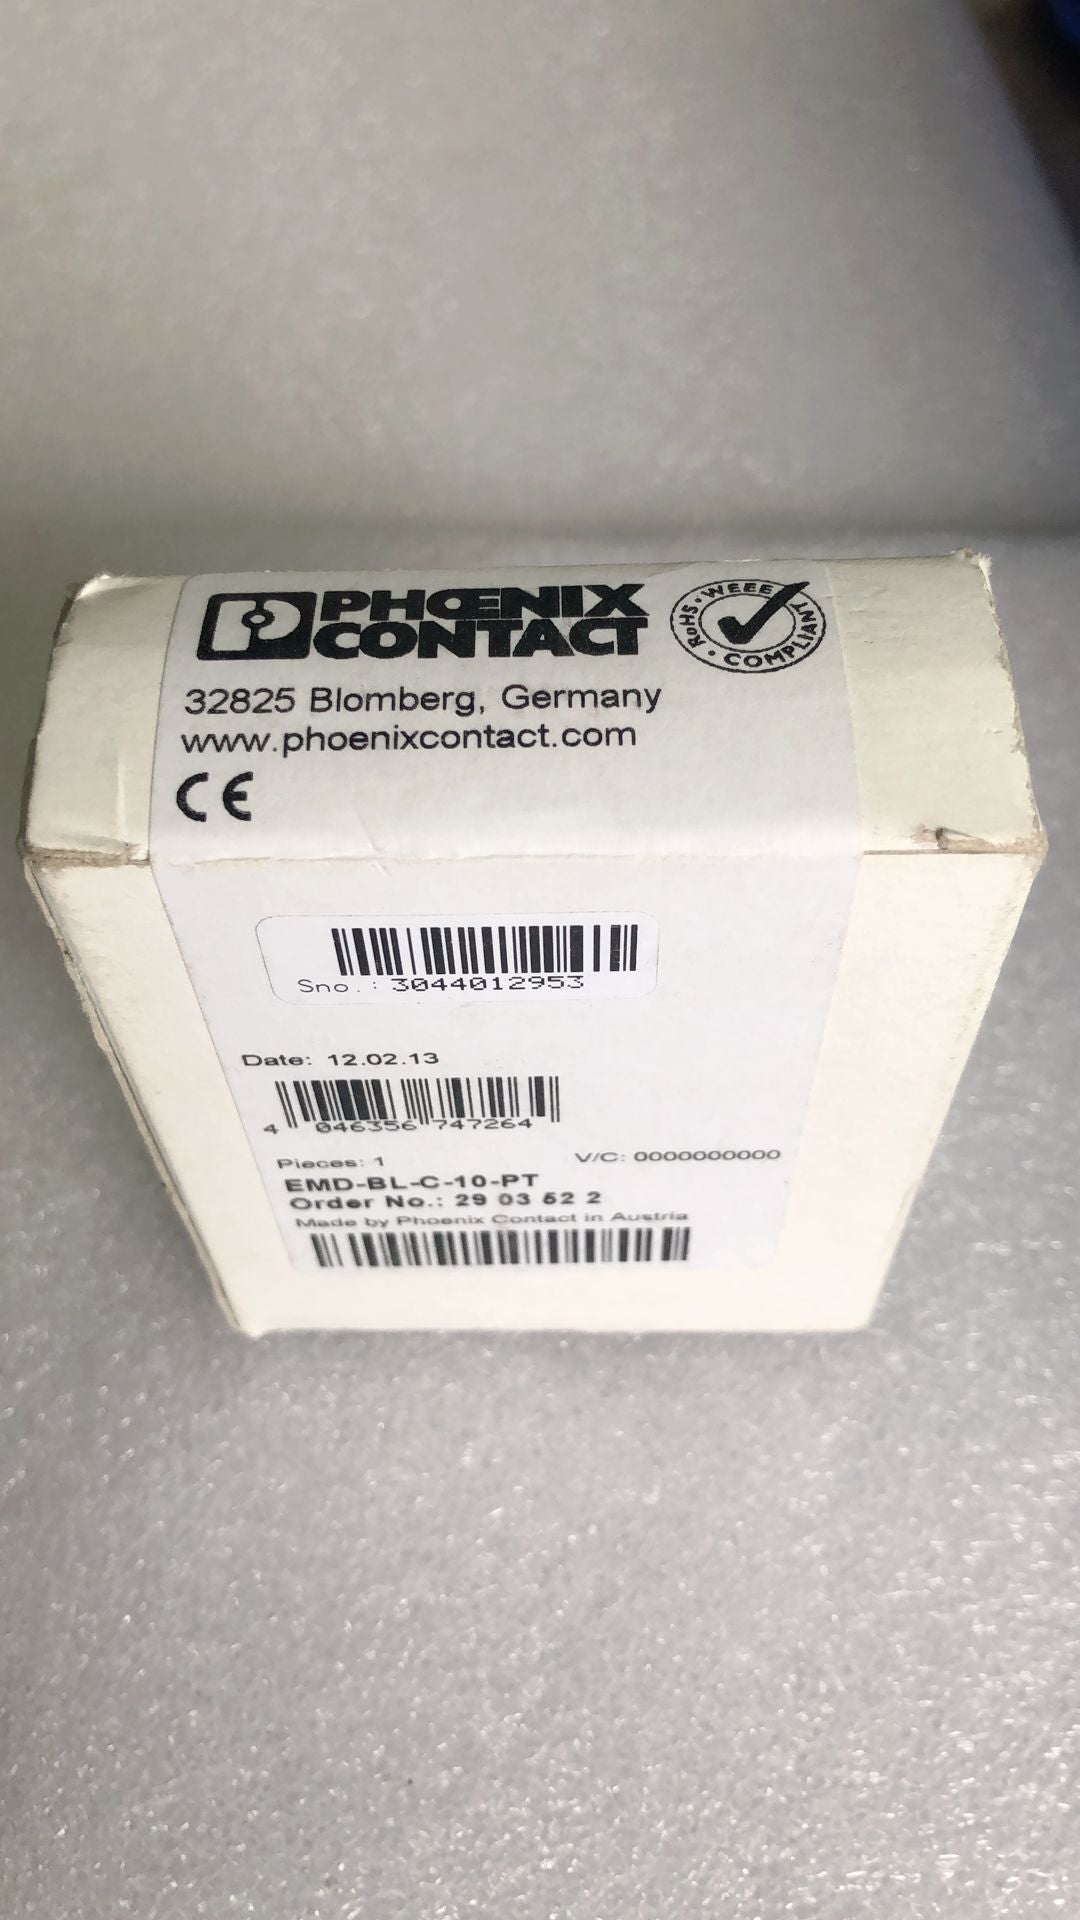 PHŒNIX
CONTACT
RoHS · WEEE · COMPLIANT
32825 Blomberg, Germany
www.phoenixcontact.com
CE
Sno.: 3044012953
Date: 12.02.13
4 046356 747264
Pieces: 1 V/C: 0000000000
EMD-BL-C-10-PT
Order No.: 29 03 52 2
Made by Phoenix Contact in Austria